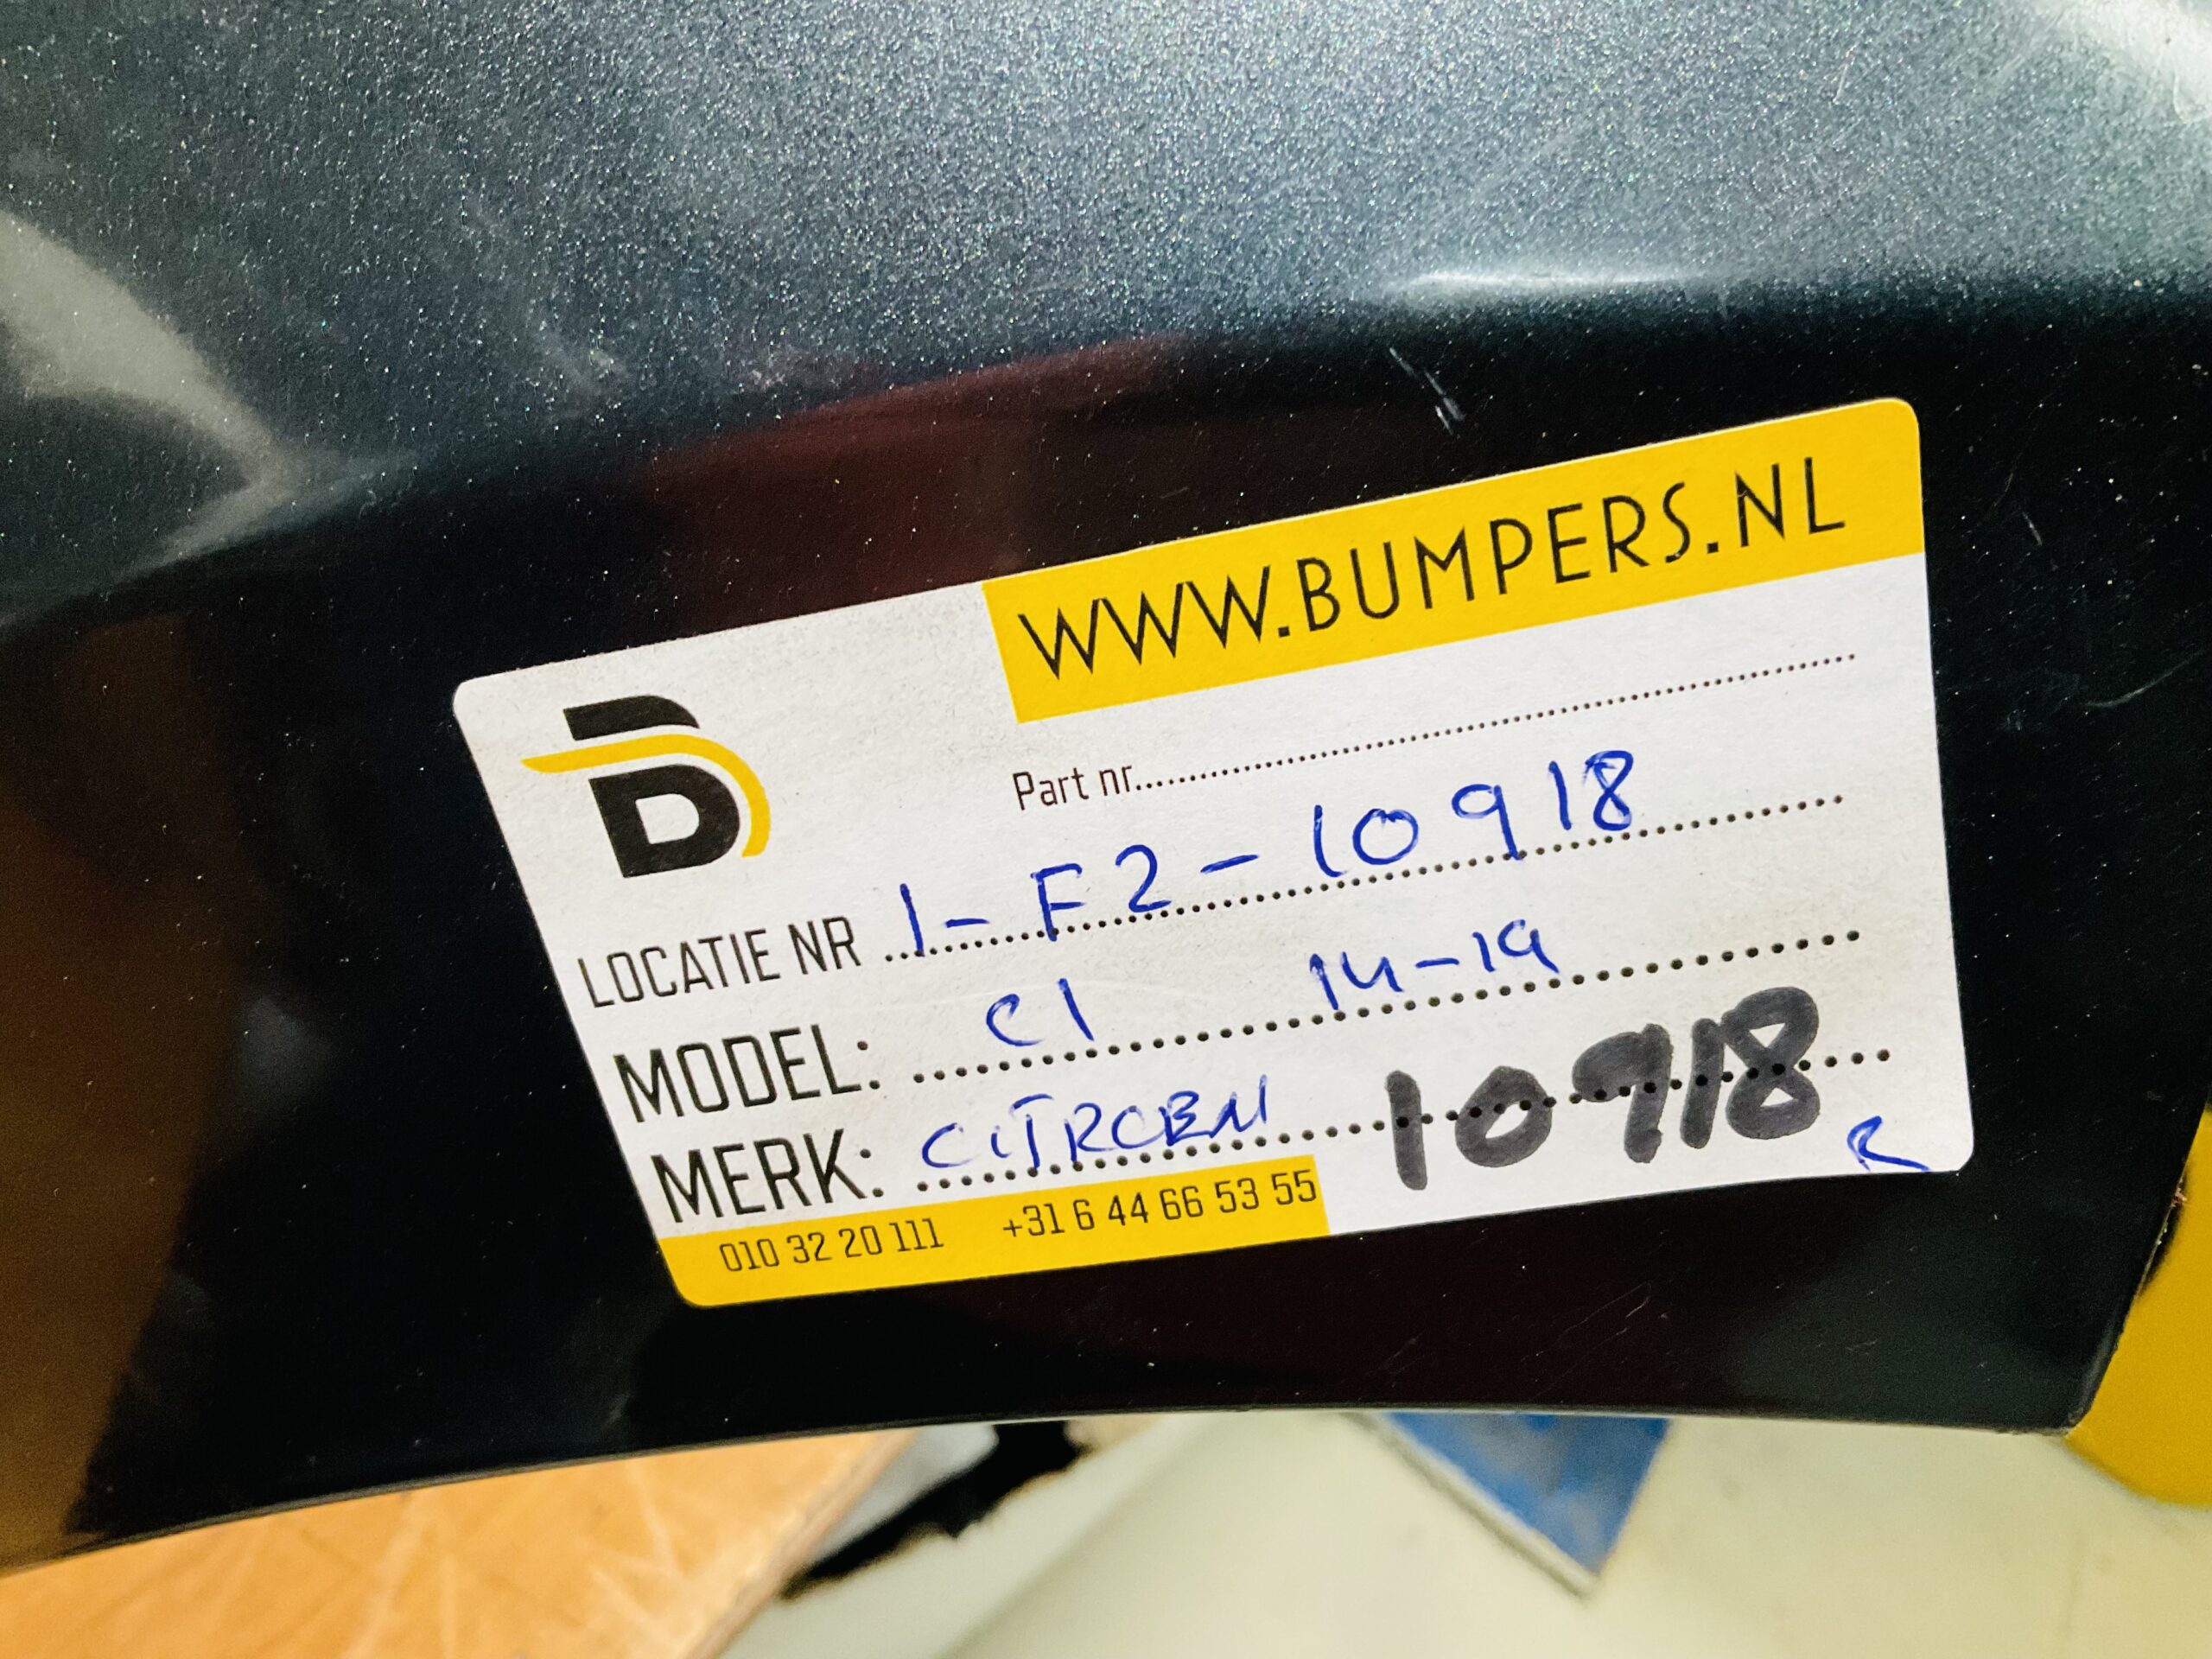 WWW.BUMPERS.NL
B
Part nr.
LOCATIE NR 1-F2-10918
MODEL: C1 14-19
MERK: CITROEN 10918
R
010 32 20 111 +31 6 44 66 53 55